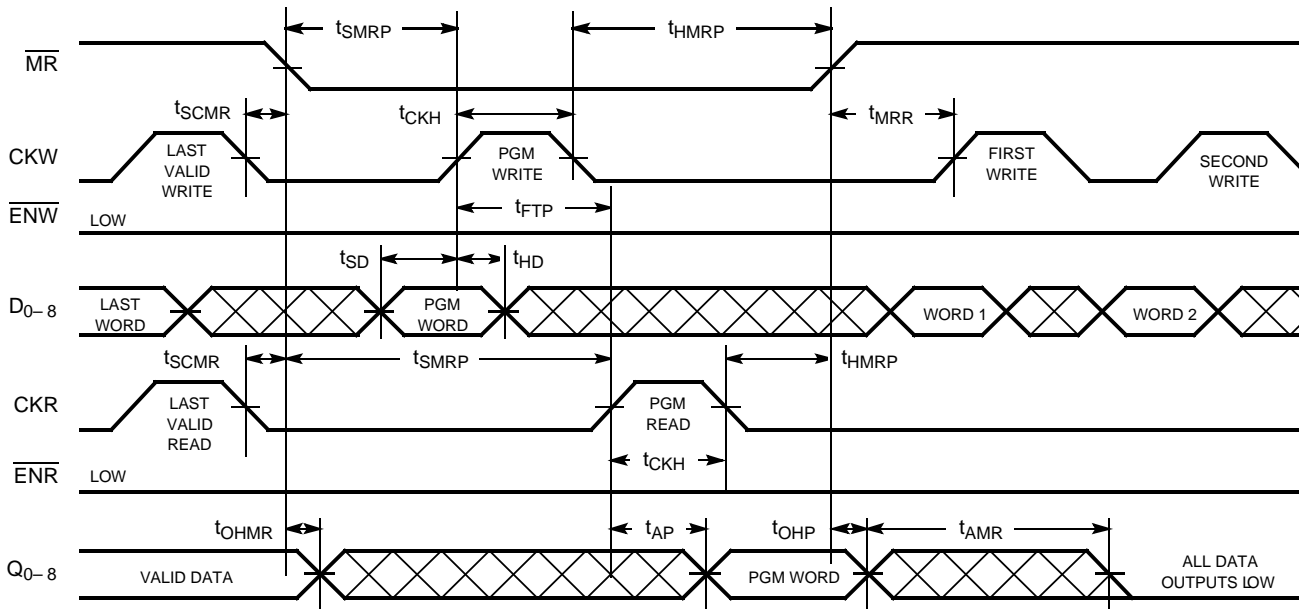 tSMRP
tHMRP
MR
tSCMR
tCKH
tMRR
CKW
LAST
VALID
WRITE
PGM
WRITE
FIRST
WRITE
SECOND
WRITE
tFTP
ENW
LOW
tSD
tHD
D0–8
LAST
WORD
PGM
WORD
WORD 1
WORD 2
tSCMR
tSMRP
tHMRP
CKR
LAST
VALID
READ
PGM
READ
tCKH
ENR
LOW
tOHMR
tAP
tOHP
tAMR
Q0–8
VALID DATA
PGM WORD
ALL DATA
OUTPUTS LOW